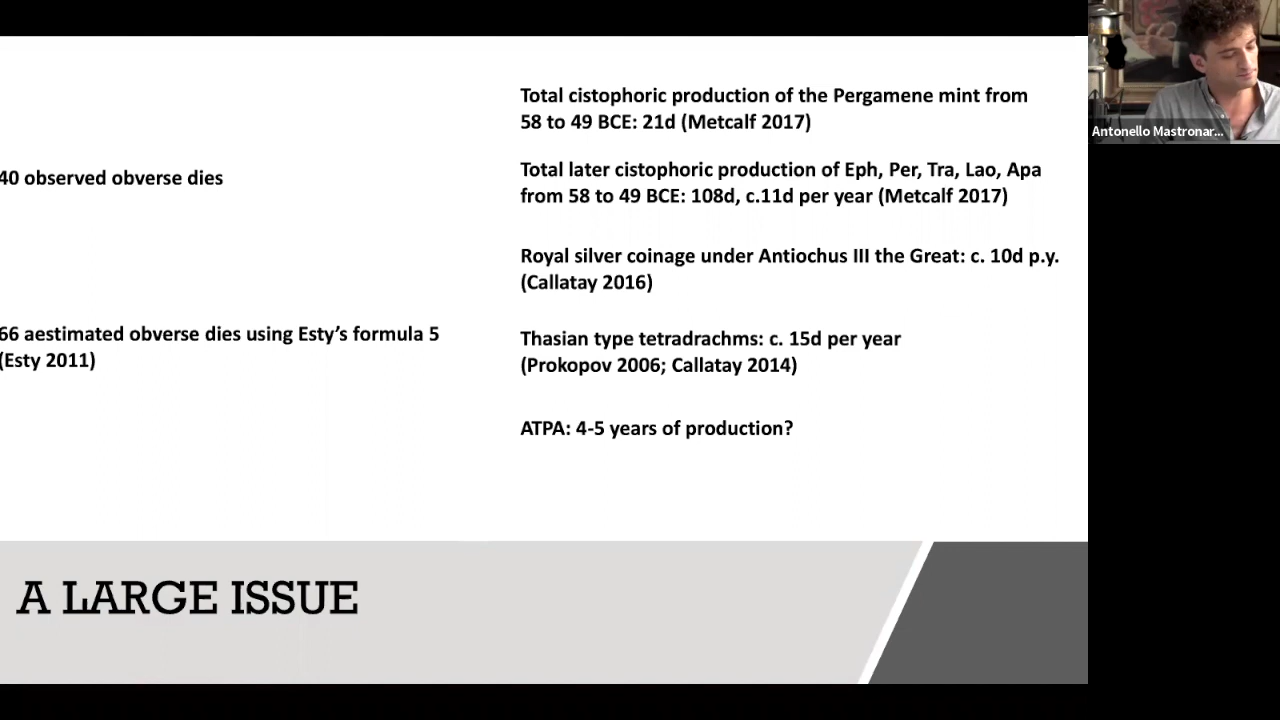 40 observed obverse dies
66 aestimated obverse dies using Esty's formula 5
(Esty 2011)
Total cistophoric production of the Pergamene mint from
58 to 49 BCE: 21d (Metcalf 2017)
Total later cistophoric production of Eph, Per, Tra, Lao, Apa
from 58 to 49 BCE: 108d, c.11d per year (Metcalf 2017)
Royal silver coinage under Antiochus III the Great: c. 10d p.y.
(Callatay 2016)
Thasian type tetradrachms: c. 15d per year
(Prokopov 2006; Callatay 2014)
ATPA: 4-5 years of production?
A LARGE ISSUE
Antonello Mastronar...